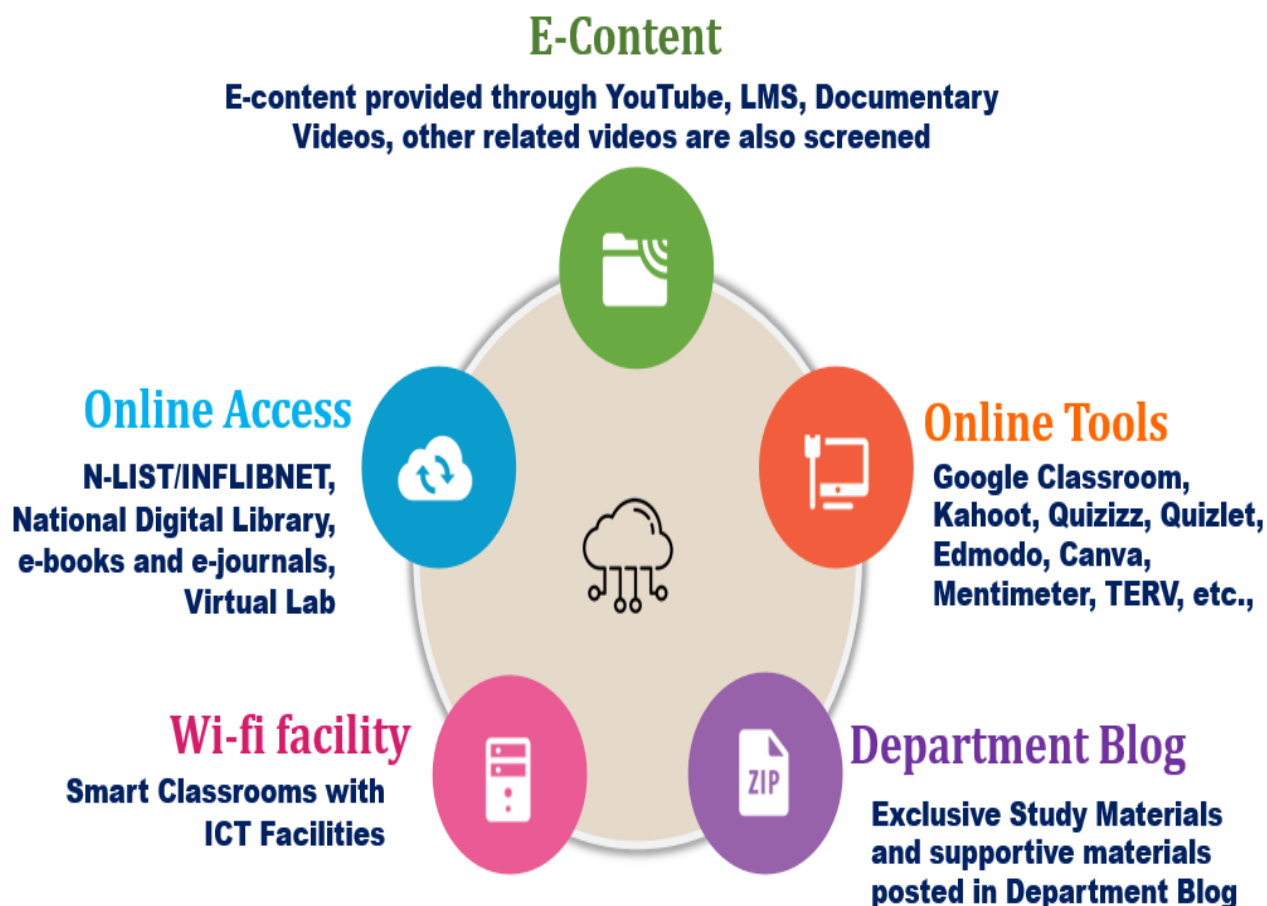 E-Content
E-content provided through YouTube, LMS, Documentary
Videos, other related videos are also screened
Online Access
N-LIST/INFLIBNET,
National Digital Library,
e-books and e-journals,
Virtual Lab
Online Tools
Google Classroom,
Kahoot, Quizizz, Quizlet,
Edmodo, Canva,
Mentimeter, TERV, etc.,
Wi-fi facility
Smart Classrooms with
ICT Facilities
ZIP
Department Blog
Exclusive Study Materials
and supportive materials
posted in Department Blog